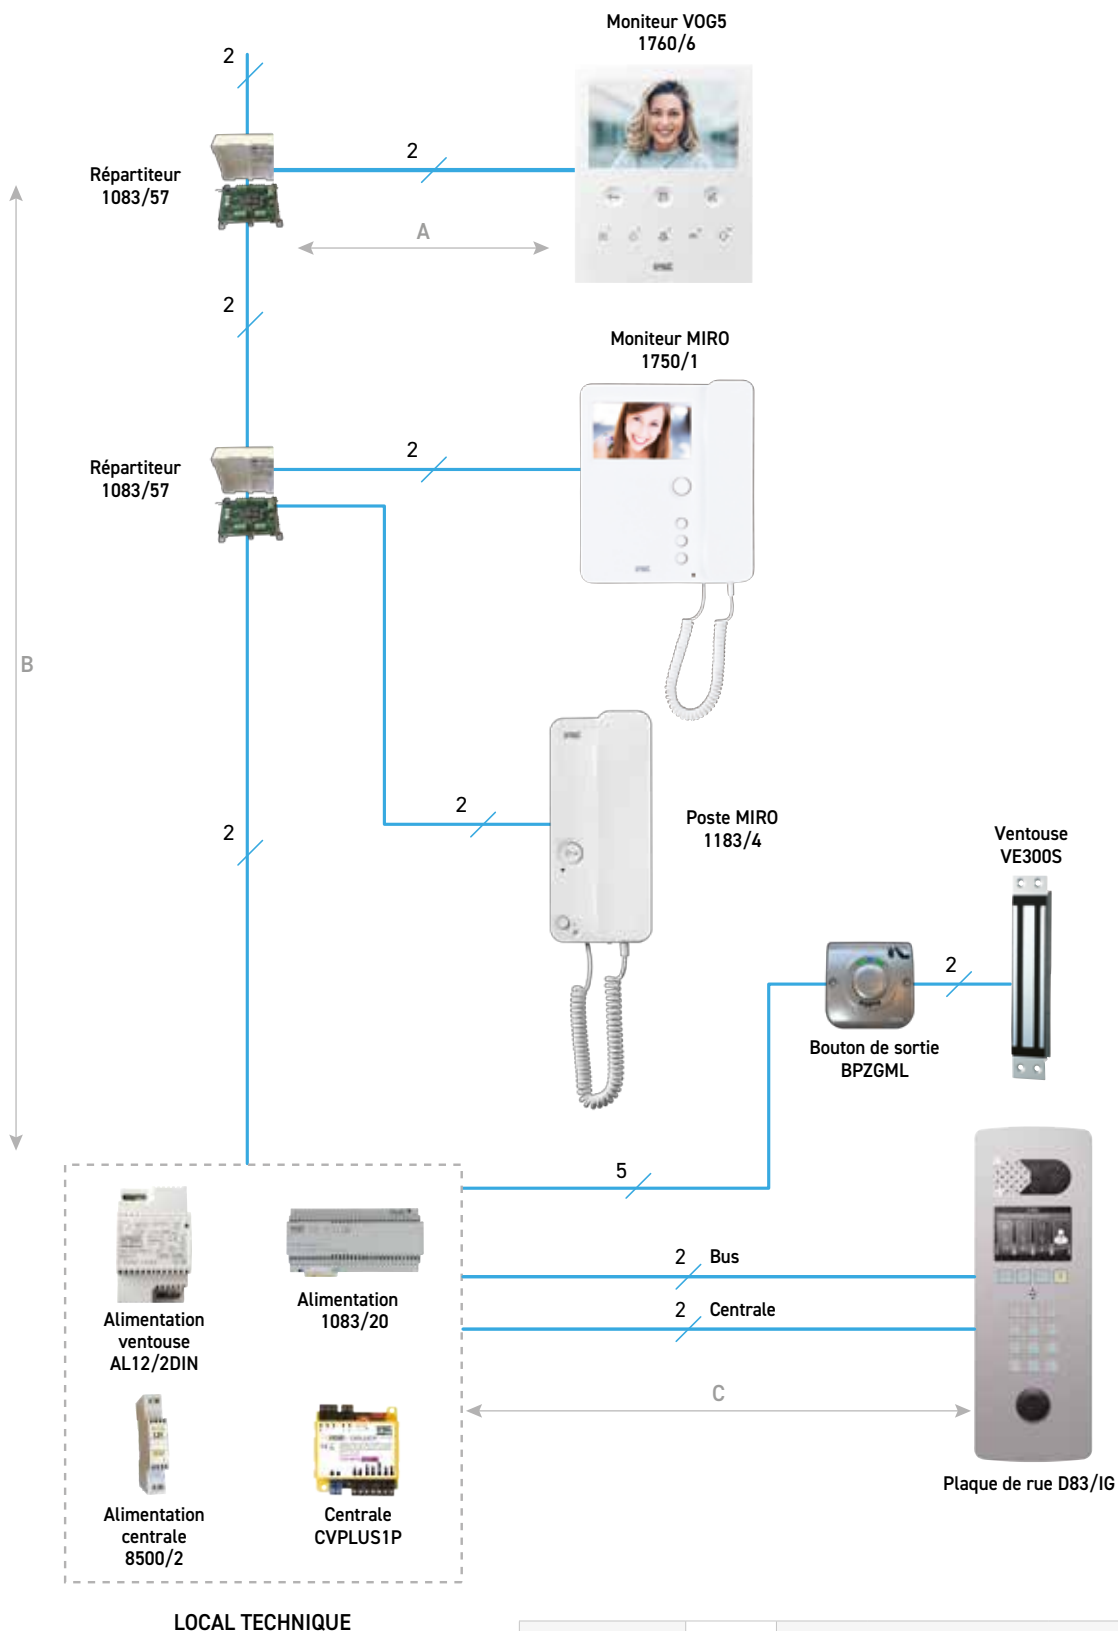 Moniteur VOG5
1760/6
2
Répartiteur
1083/57
2
A
2
Moniteur MIRO
1750/1
Répartiteur
1083/57
2
B
2
2
Poste MIRO
1183/4
Ventouse
VE300S
2
Bouton de sortie
BPZGML
5
2 Bus
2 Centrale
C
Alimentation
ventouse
AL12/2DIN
Alimentation
1083/20
Alimentation
centrale
8500/2
Centrale
CVPLUS1P
Plaque de rue D83/IG
LOCAL TECHNIQUE